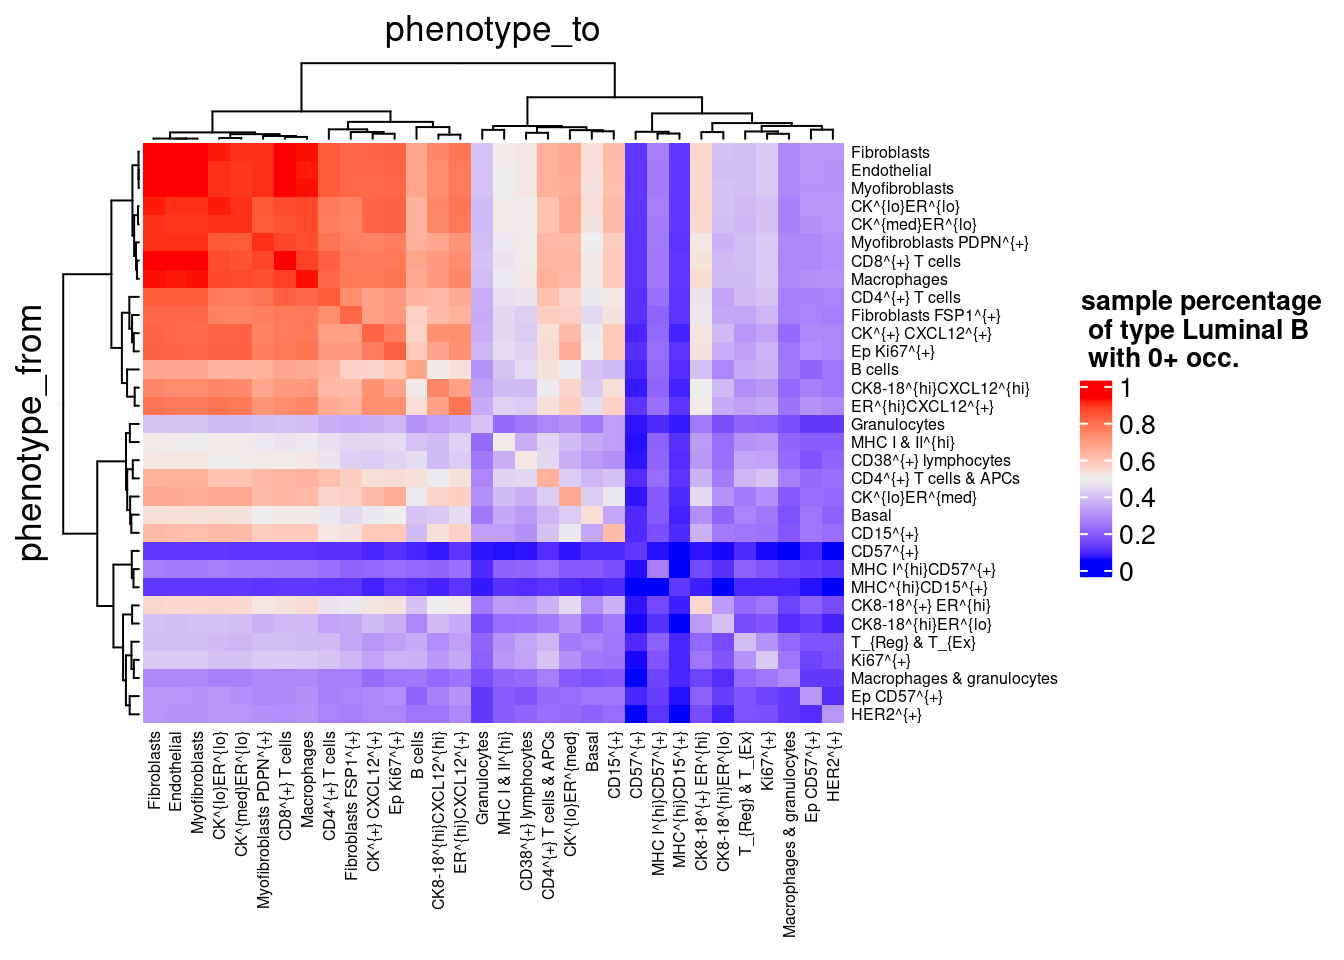 phenotype_to
phenotype_from
Fibroblasts
Endothelial
Myofibroblasts
CK^{lo}ER^{lo}
CK^{med}ER^{lo}
Myofibroblasts PDPN^{+}
CD8^{+} T cells
Macrophages
CD4^{+} T cells
Fibroblasts FSP1^{+}
CK^{+} CXCL12^{+}
Ep Ki67^{+}
B cells
CK8-18^{hi}CXCL12^{hi}
ER^{hi}CXCL12^{+}
Granulocytes
MHC I & II^{hi}
CD38^{+} lymphocytes
CD4^{+} T cells & APCs
CK^{lo}ER^{med}
Basal
CD15^{+}
CD57^{+}
MHC I^{hi}CD57^{+}
MHC^{hi}CD15^{+}
CK8-18^{+} ER^{hi}
CK8-18^{hi}ER^{lo}
T_{Reg} & T_{Ex}
Ki67^{+}
Macrophages & granulocytes
Ep CD57^{+}
HER2^{+}
sample percentage
of type Luminal B
with 0+ occ.
1
0.8
0.6
0.4
0.2
0
Fibroblasts
Endothelial
Myofibroblasts
CK^{lo}ER^{lo}
CK^{med}ER^{lo}
Myofibroblasts PDPN^{+}
CD8^{+} T cells
Macrophages
CD4^{+} T cells
Fibroblasts FSP1^{+}
CK^{+} CXCL12^{+}
Ep Ki67^{+}
B cells
CK8-18^{hi}CXCL12^{hi}
ER^{hi}CXCL12^{+}
Granulocytes
MHC I & II^{hi}
CD38^{+} lymphocytes
CD4^{+} T cells & APCs
CK^{lo}ER^{med}
Basal
CD15^{+}
CD57^{+}
MHC I^{hi}CD57^{+}
MHC^{hi}CD15^{+}
CK8-18^{+} ER^{hi}
CK8-18^{hi}ER^{lo}
T_{Reg} & T_{Ex}
Ki67^{+}
Macrophages & granulocytes
Ep CD57^{+}
HER2^{+}